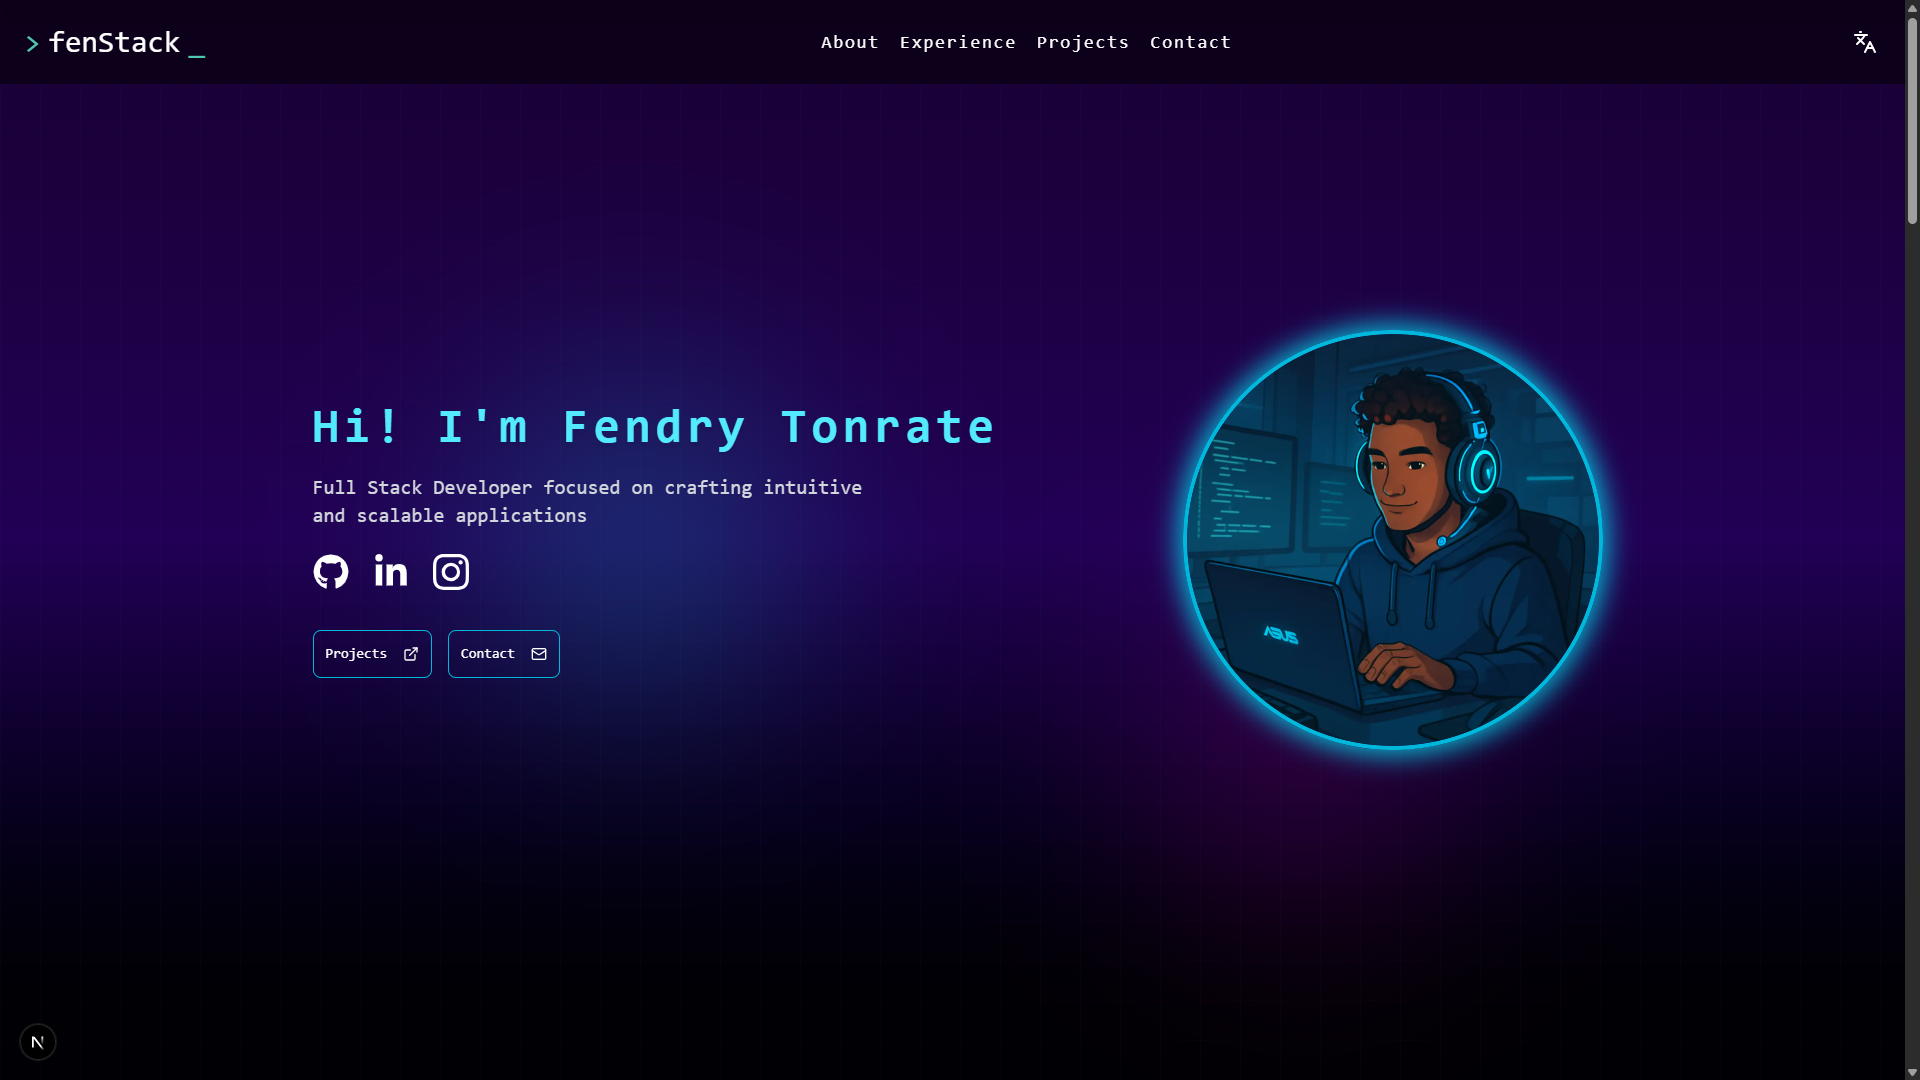 > fenStack _
About Experience Projects Contact
Hi! I'm Fendry Tonrate
Full Stack Developer focused on crafting intuitive
and scalable applications
in
Projects
Contact
ASUS
N